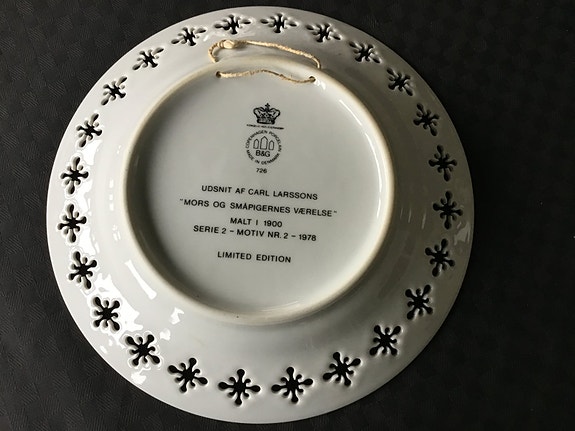 COPENHAGEN PORCELAIN
B&G
MADE IN DENMARK
726
UDSNIT AF CARL LARSSONS
"MORS OG SMÅPIGERNES VÆRELSE"
MALT I 1900
SERIE 2 - MOTIV NR. 2 - 1978
LIMITED EDITION